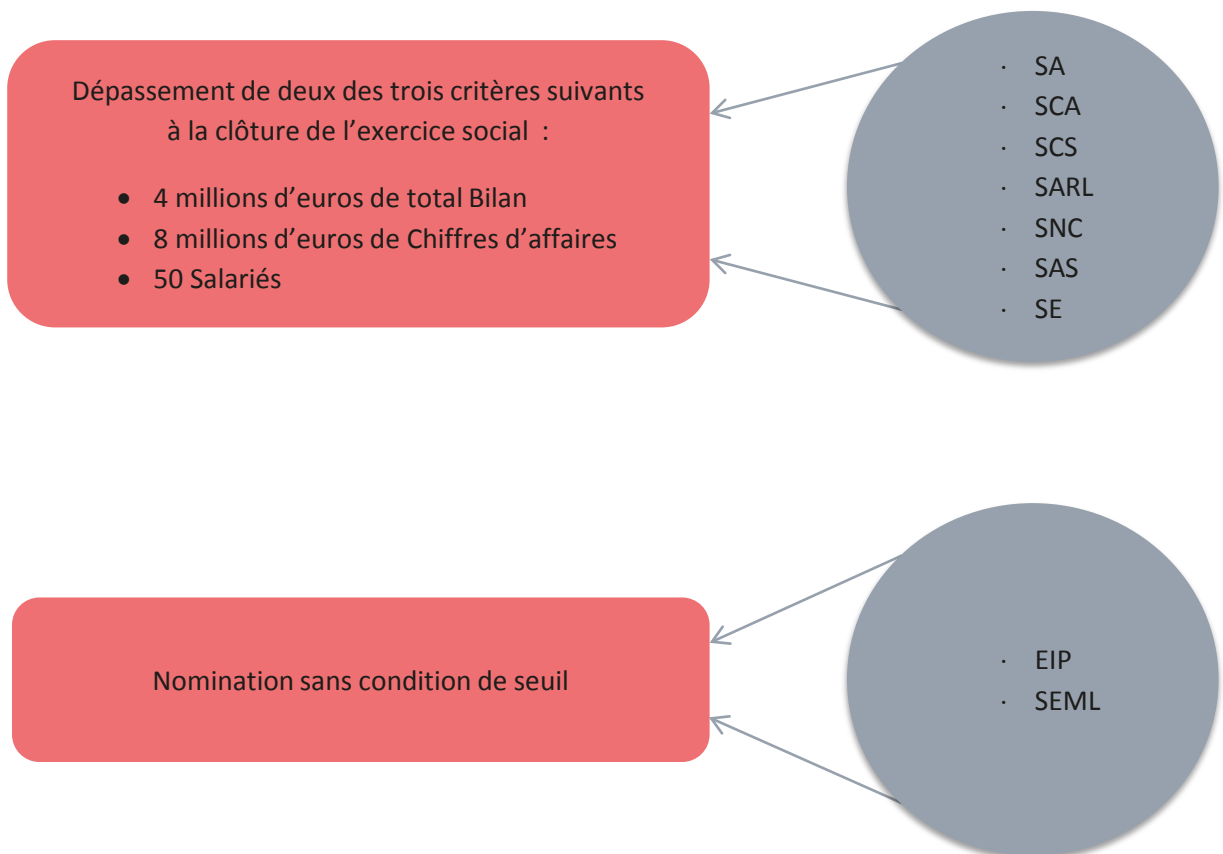 Dépassement de deux des trois critères suivants
à la clôture de l’exercice social :
• 4 millions d’euros de total Bilan
• 8 millions d’euros de Chiffres d’affaires
• 50 Salariés
· SA
· SCA
· SCS
· SARL
· SNC
· SAS
· SE
Nomination sans condition de seuil
· EIP
· SEML